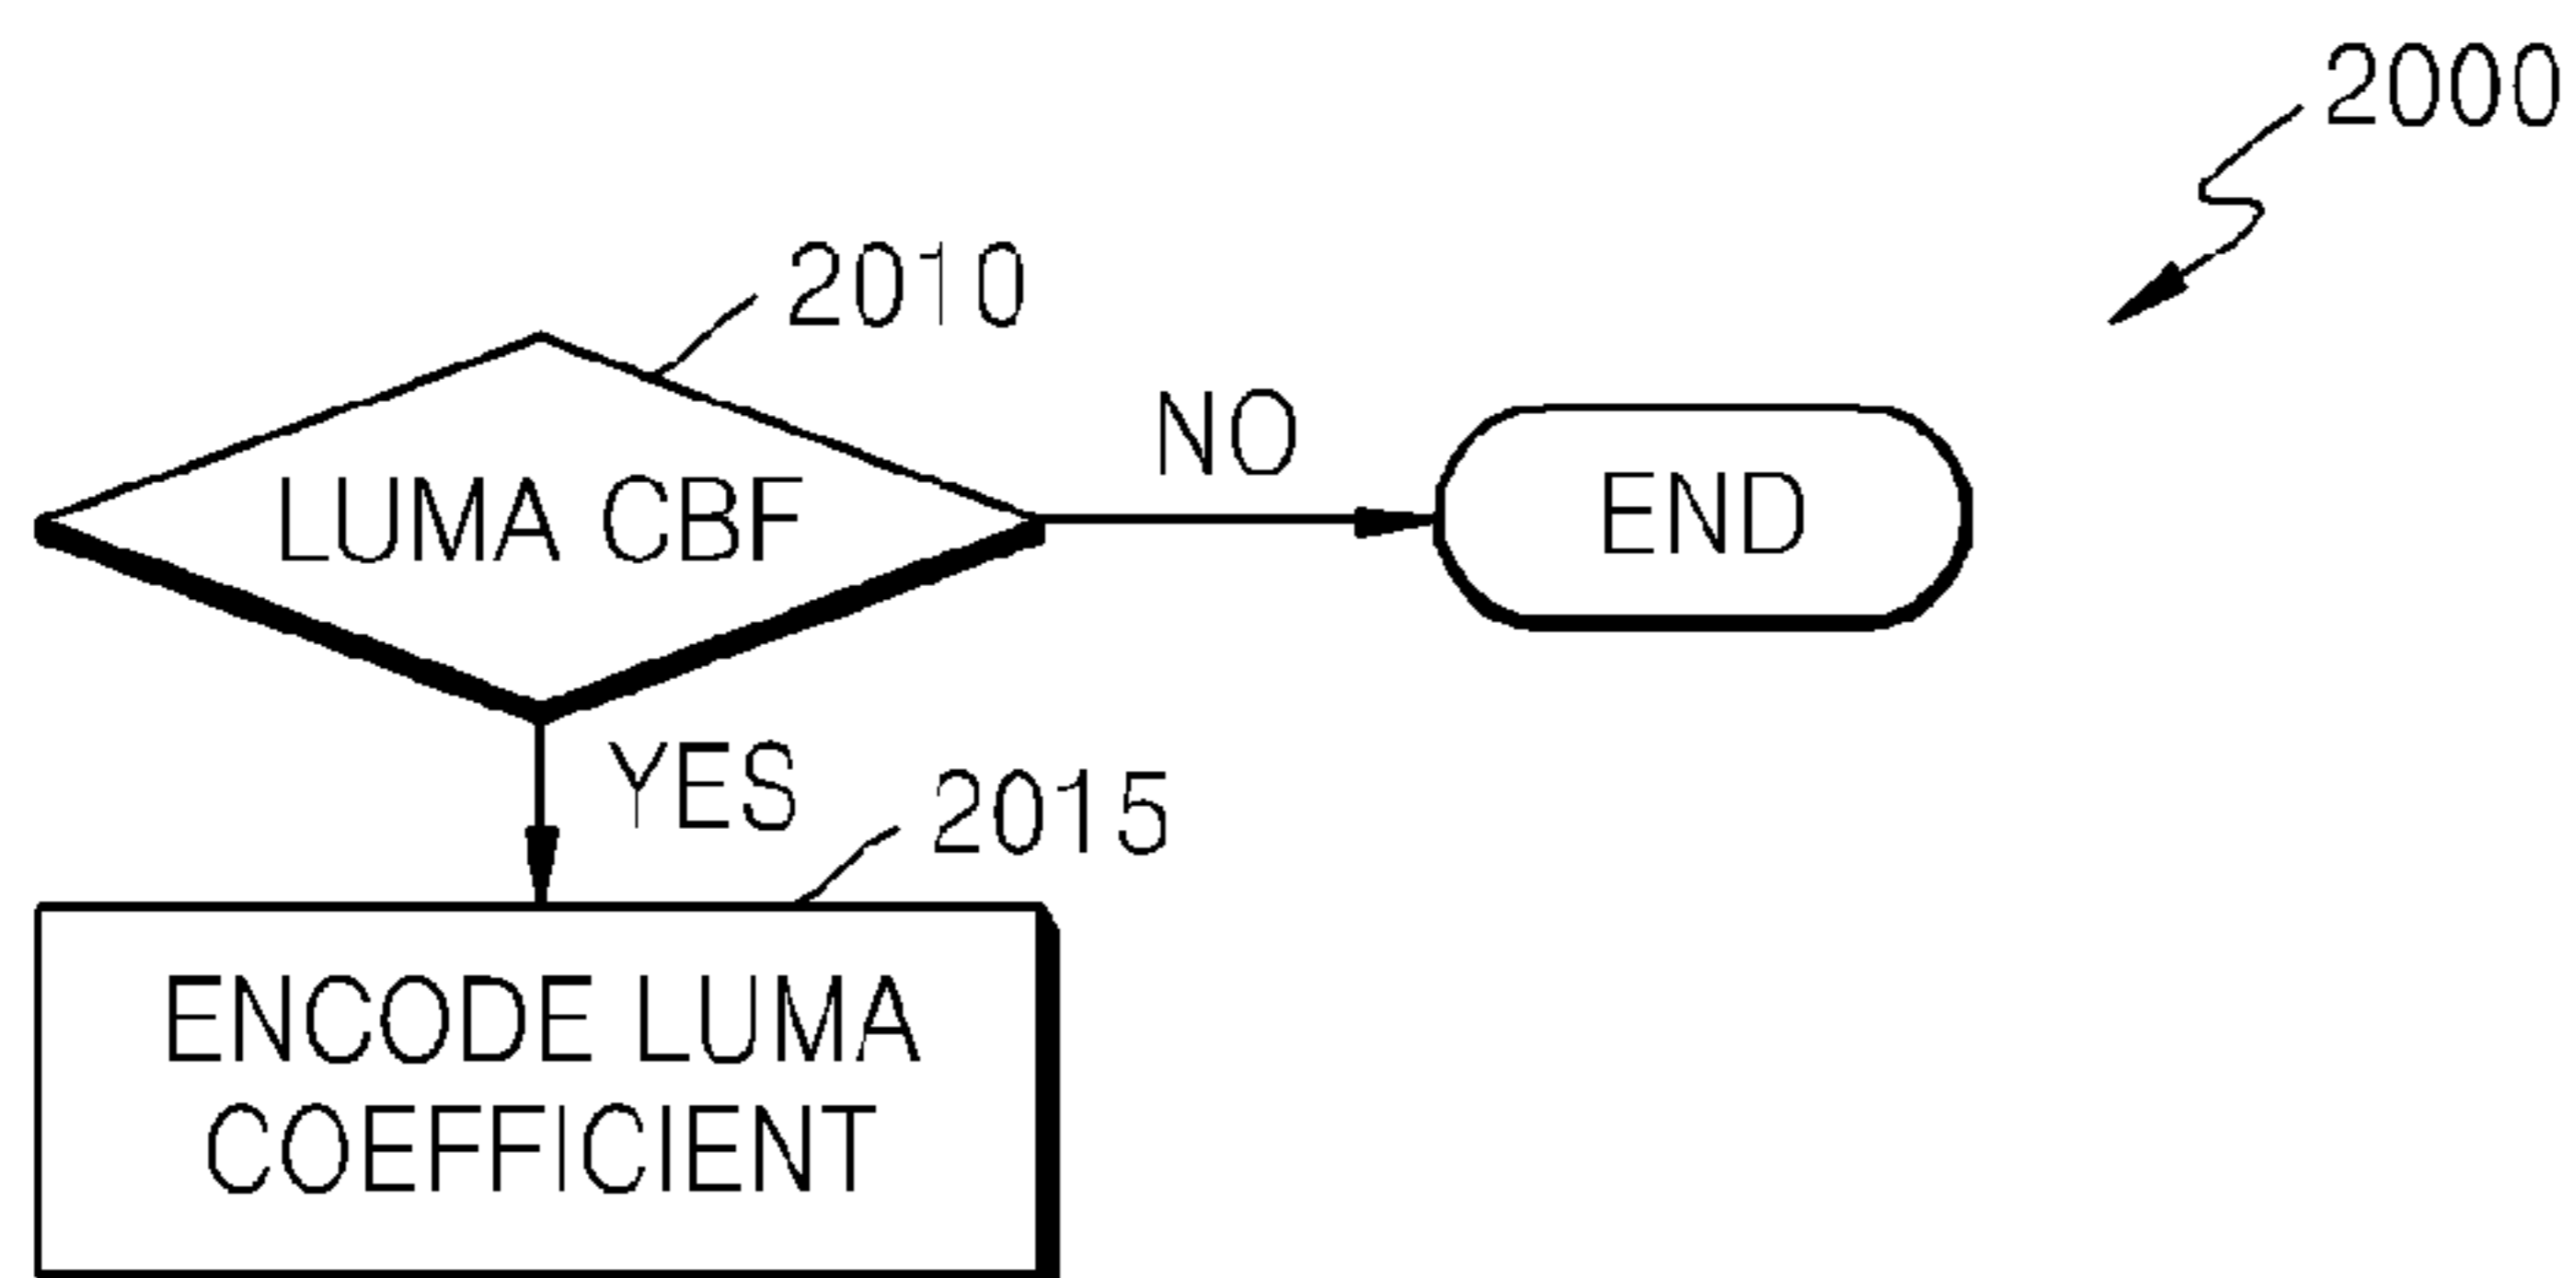 2000
2010
LUMA CBF
NO
END
YES
2015
ENCODE LUMA
COEFFICIENT